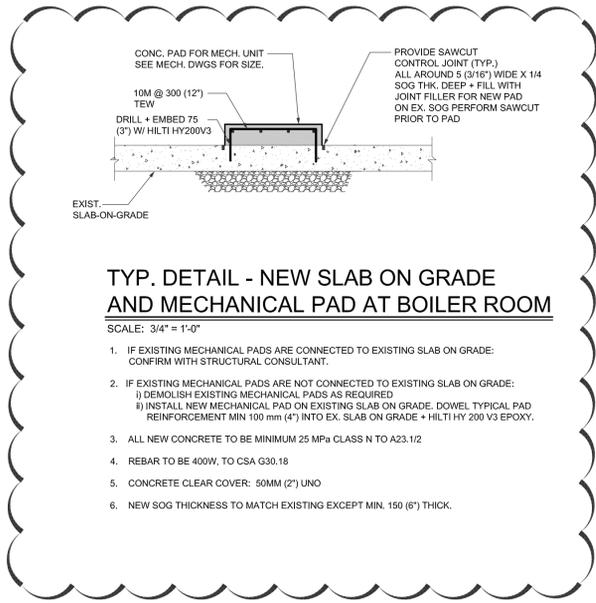 CONC. PAD FOR MECH. UNIT
SEE MECH. DWGS FOR SIZE.
10M @ 300 (12")
TEW
DRILL + EMBED 75
(3") W/ HILTI HY200V3
PROVIDE SAWCUT
CONTROL JOINT (TYP.)
ALL AROUND 5 (3/16") WIDE X 1/4
SOG THK. DEEP + FILL WITH
JOINT FILLER FOR NEW PAD
ON EX. SOG PERFORM SAWCUT
PRIOR TO PAD
EXIST.
SLAB-ON-GRADE
TYP. DETAIL - NEW SLAB ON GRADE
AND MECHANICAL PAD AT BOILER ROOM
SCALE: 3/4" = 1'-0"
1. IF EXISTING MECHANICAL PADS ARE CONNECTED TO EXISTING SLAB ON GRADE:
CONFIRM WITH STRUCTURAL CONSULTANT.
2. IF EXISTING MECHANICAL PADS ARE NOT CONNECTED TO EXISTING SLAB ON GRADE:
i) DEMOLISH EXISTING MECHANICAL PADS AS REQUIRED
ii) INSTALL NEW MECHANICAL PAD ON EXISTING SLAB ON GRADE. DOWEL TYPICAL PAD
REINFORCEMENT MIN 100 mm (4") INTO EX. SLAB ON GRADE + HILTI HY 200 V3 EPOXY.
3. ALL NEW CONCRETE TO BE MINIMUM 25 MPa CLASS N TO A23.1/2
4. REBAR TO BE 400W, TO CSA G30.18
5. CONCRETE CLEAR COVER: 50MM (2") UNO
6. NEW SOG THICKNESS TO MATCH EXISTING EXCEPT MIN. 150 (6") THICK.